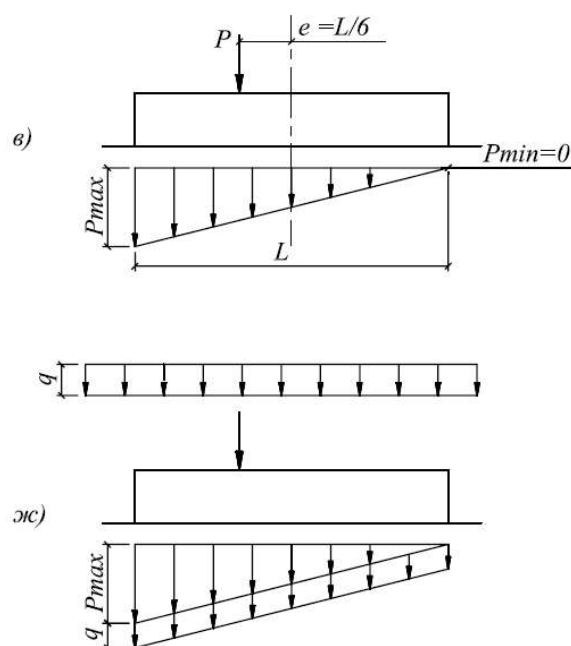 P
e =L/6
в)
Pmin=0
Pmax
L
q
ж)
Pmax
q